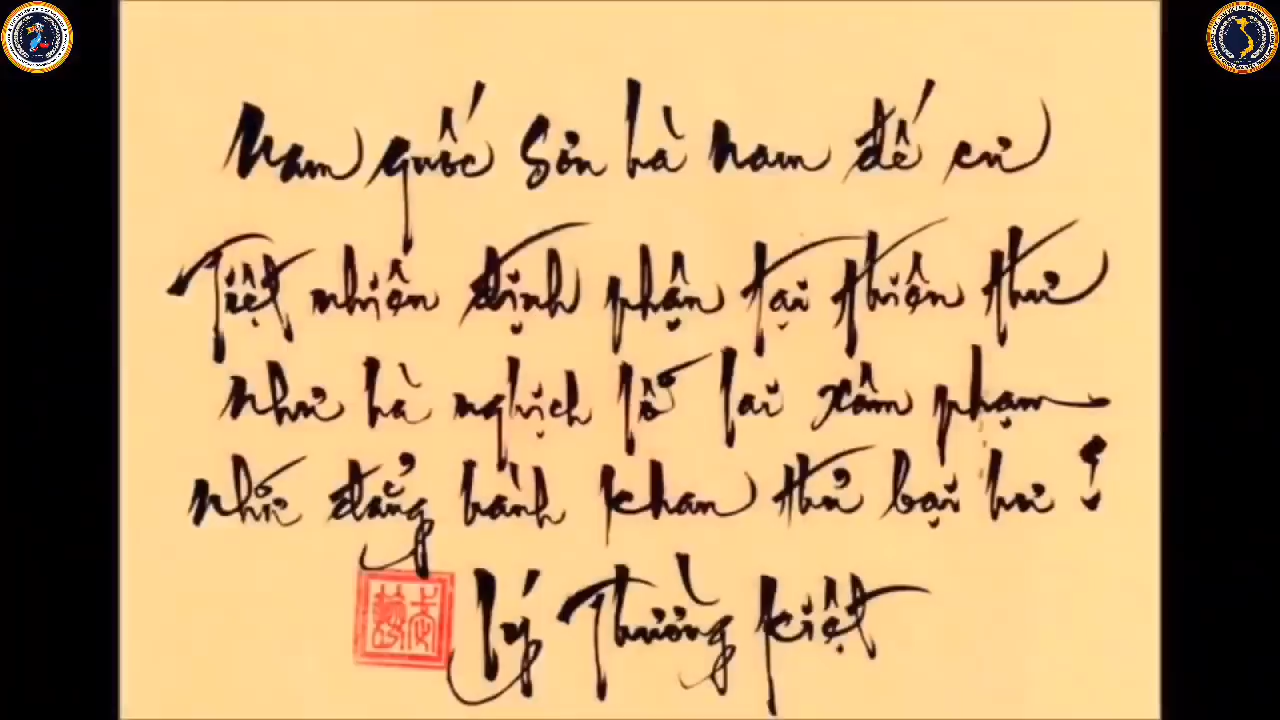 Nam quốc Sơn hà Nam đế cư
Tiệt nhiên định phận tại thiên thư
Như hà nghịch lỗ lai xâm phạm
Nhữ đẳng hành khan thủ bại hư !
Lý Thường Kiệt